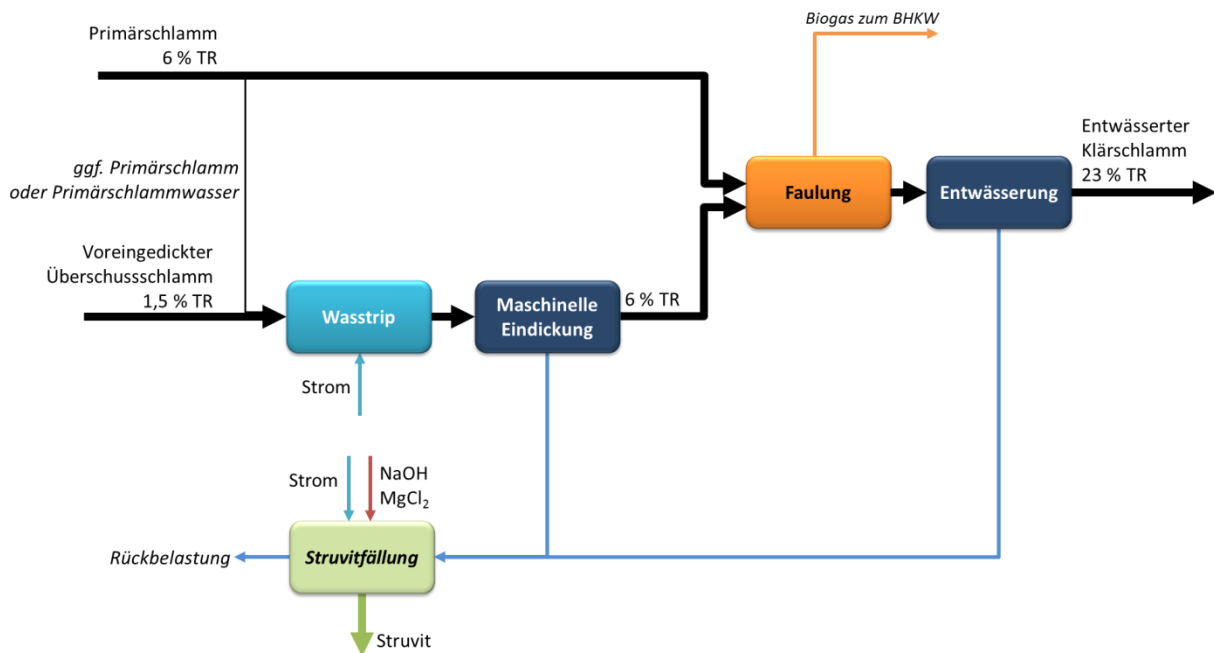 Biogas zum BHKW
Primärschlamm
6 % TR
ggf. Primärschlamm
oder Primärschlammwasser
Entwässerter
Klärschlamm
23 % TR
Faulung
Entwässerung
Voreingedickter
Überschussschlamm
1,5 % TR
Wasstrip
Maschinelle
Eindickung
6 % TR
Strom
Strom
NaOH
MgCl₂
Rückbelastung
Struvitfällung
Struvit